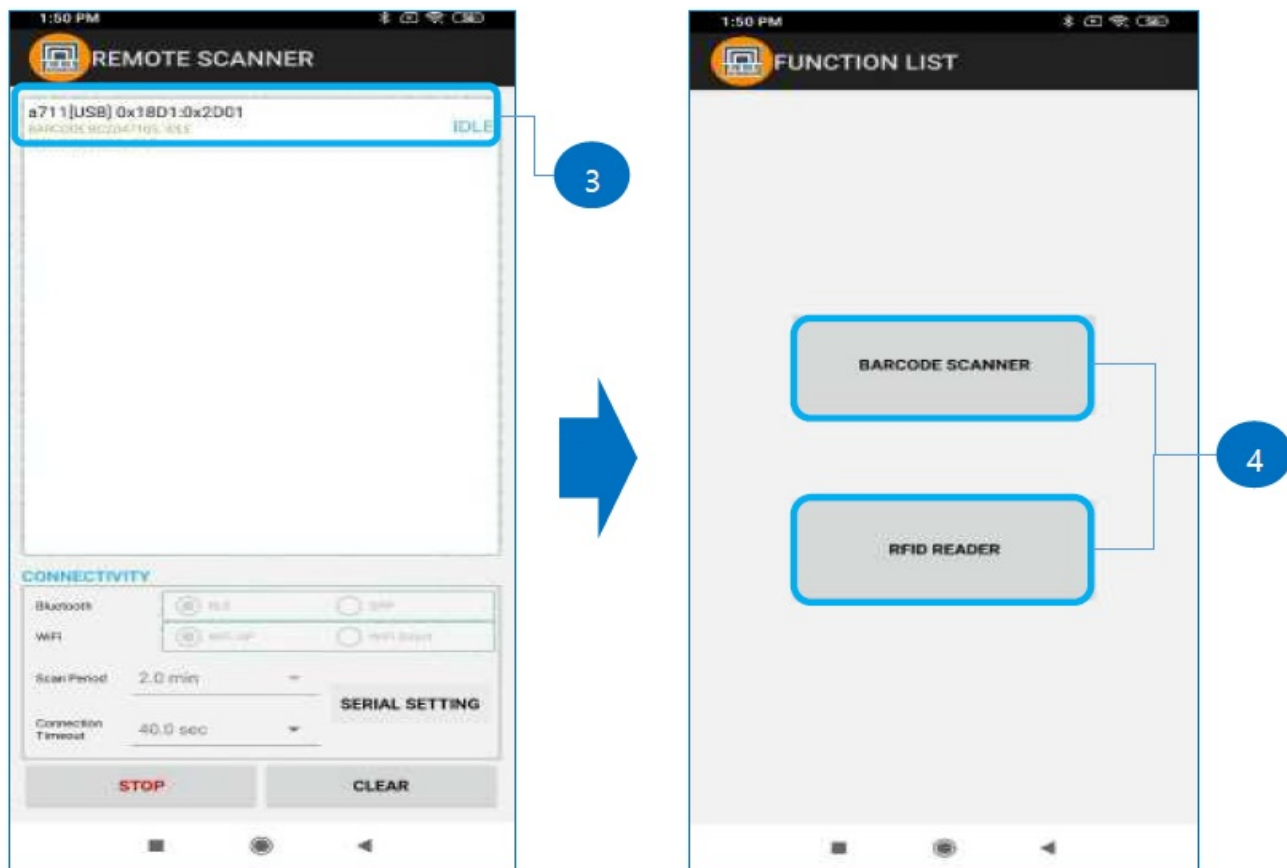 1:50 PM
REMOTE SCANNER
a711[USB] 0x18D1:0x2D01
IDLE
3
CONNECTIVITY
Bluetooth
WiFi
WiFi Direct
Scan Period 2.0 min
SERIAL SETTING
Connection
Timeout
40.0 sec
STOP CLEAR
1:50 PM
FUNCTION LIST
BARCODE SCANNER
4
RFID READER